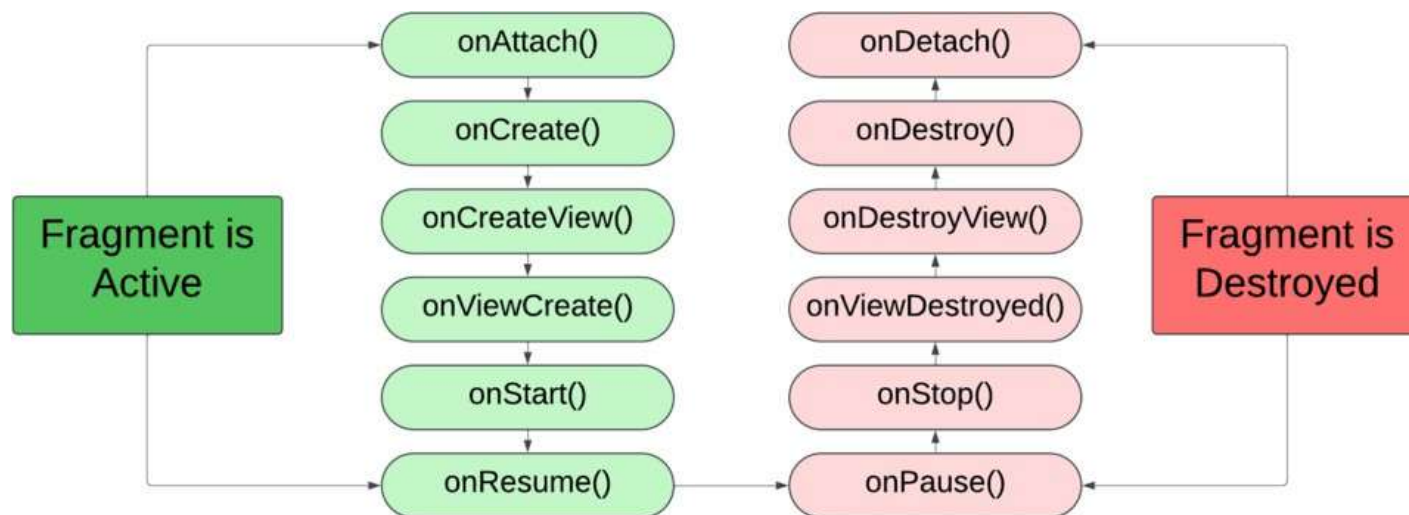 Fragment is
Active
onAttach()
onCreate()
onCreateView()
onViewCreate()
onStart()
onResume()
onDetach()
onDestroy()
onDestroyView()
onViewDestroyed()
onStop()
onPause()
Fragment is
Destroyed